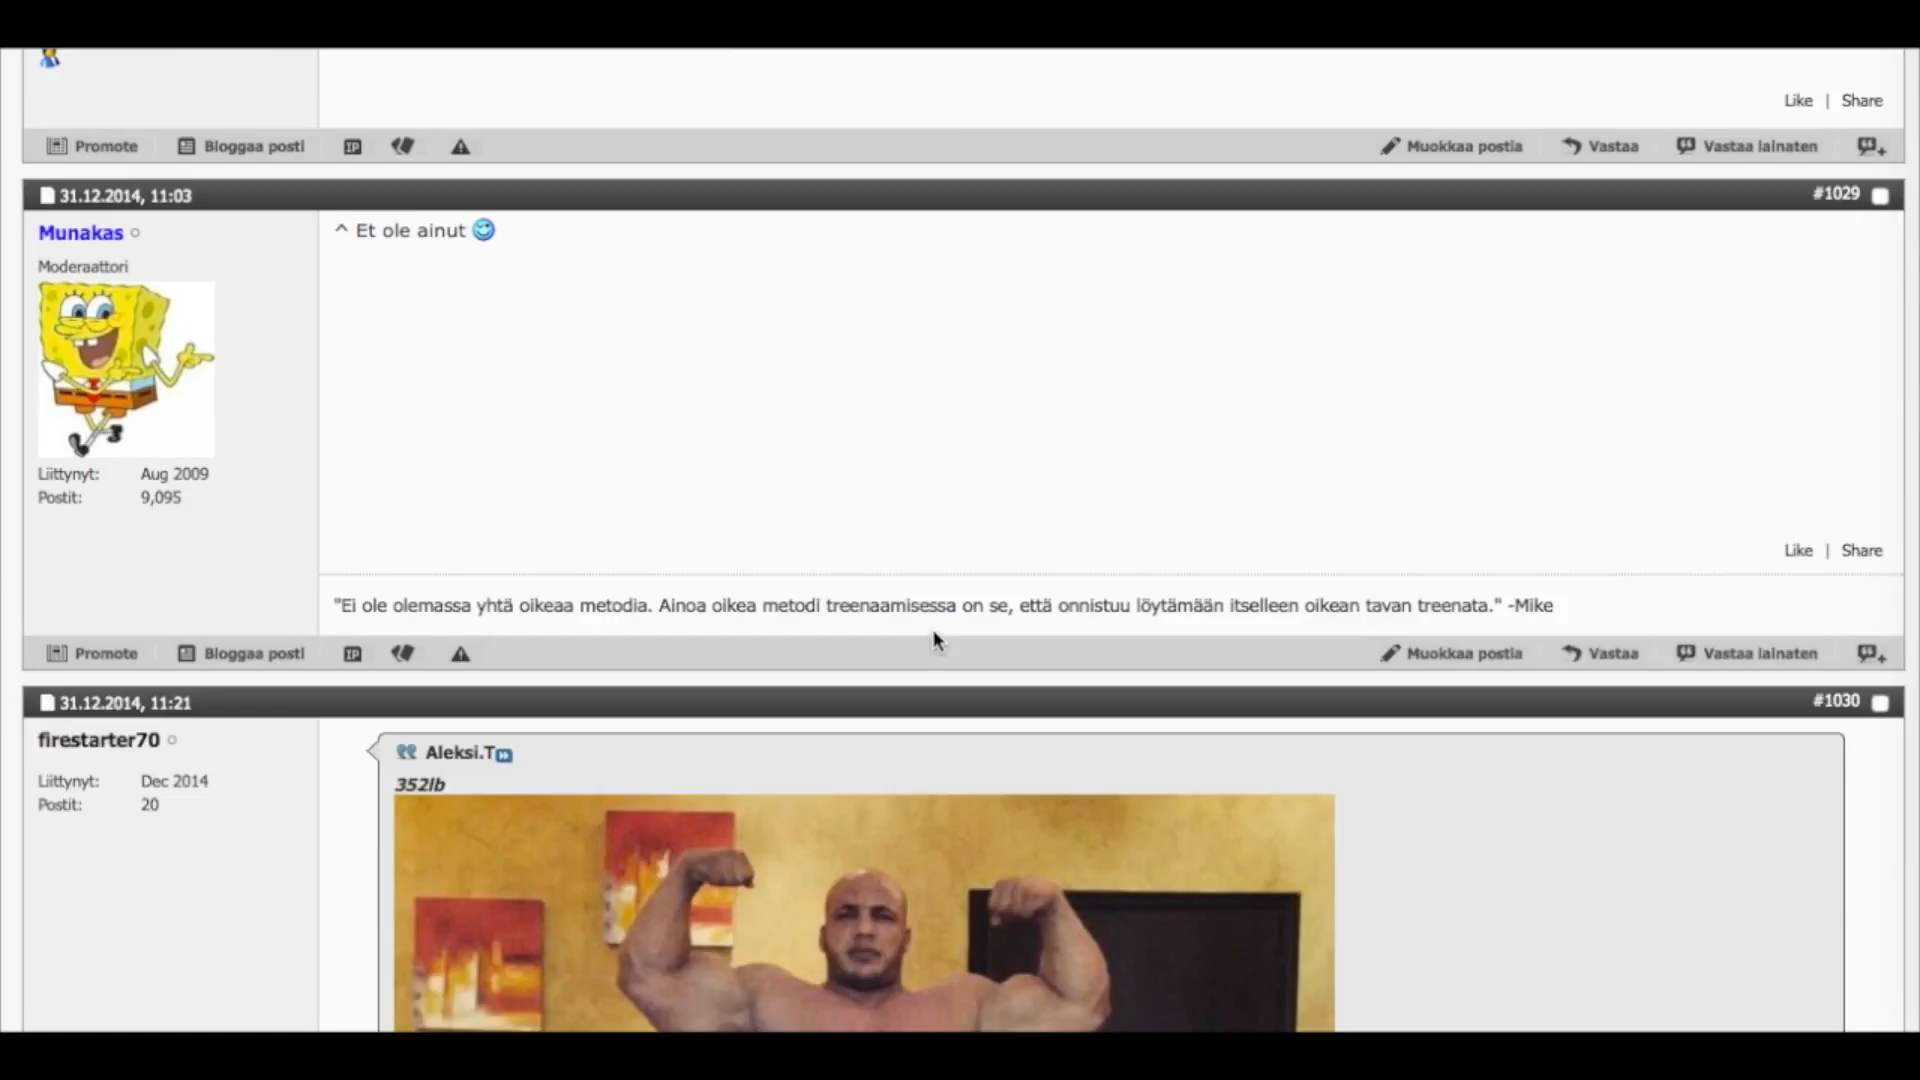 Like | Share
Promote Bloggaa posti IP Muokkaa postia Vastaa Vastaa lainaten
31.12.2014, 11:03 #1029
Munakas
^ Et ole ainut
Moderaattori
Liittynyt: Aug 2009
Postit: 9,095
Like | Share
"Ei ole olemassa yhtä oikeaa metodia. Ainoa oikea metodi treenaamisessa on se, että onnistuu löytämään itselleen oikean tavan treenata." -Mike
Promote Bloggaa posti IP Muokkaa postia Vastaa Vastaa lainaten
31.12.2014, 11:21 #1030
firestarter70
Liittynyt: Dec 2014
Postit: 20
Aleksi.T
352lb